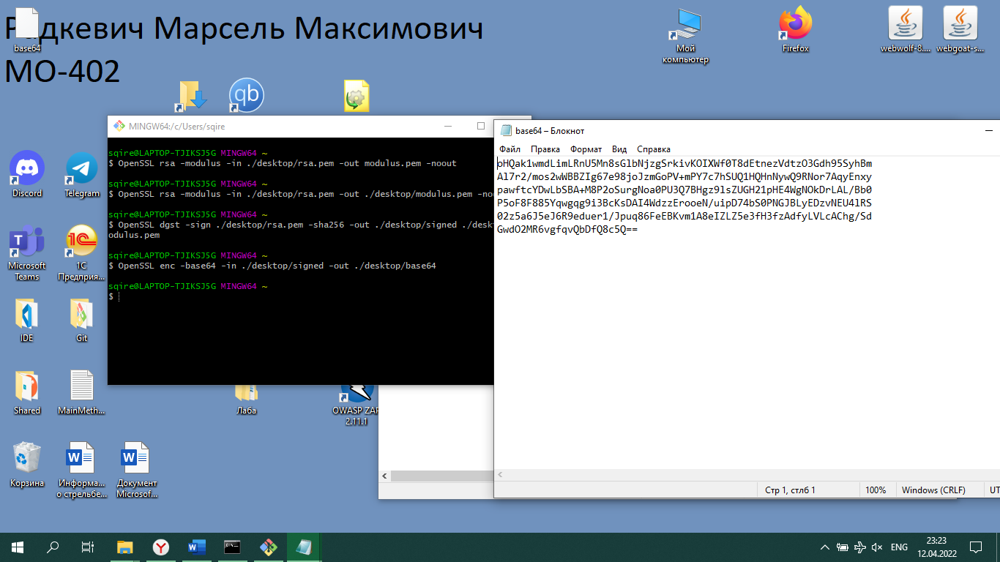 Радкевич Марсель Максимович
МО-402
base64
Мой компьютер
Firefox
webwolf-8....
webgoat-s...
qb
MINGW64:/c/Users/sqire
sqire@LAPTOP-TJIKSJ5G MINGW64 ~
$ OpenSSL rsa -modulus -in ./desktop/rsa.pem -out modulus.pem -noout
sqire@LAPTOP-TJIKSJ5G MINGW64 ~
$ OpenSSL rsa -modulus -in ./desktop/rsa.pem -out ./desktop/modulus.pem -noo
sqire@LAPTOP-TJIKSJ5G MINGW64 ~
$ OpenSSL dgst -sign ./desktop/rsa.pem -sha256 -out ./desktop/signed ./desk
odulus.pem
sqire@LAPTOP-TJIKSJ5G MINGW64 ~
$ OpenSSL enc -base64 -in ./desktop/signed -out ./desktop/base64
sqire@LAPTOP-TJIKSJ5G MINGW64 ~
$
base64 – Блокнот
Файл Правка Формат Вид Справка
oHQak1wmdLimLRnU5Mn8sGlbNjzgSrkivKOIXWf0T8dEtnezVdtzO3Gdh95SyhBm
Al7r2/mos2wWBBZIg67e98joJzmGoPV+mPY7c7hSUQ1HQHnNywQ9RNor7AqyEnxy
pawftcYDwLbSBA+M8P2oSurgNoa0PU3Q7BHgz9lsZUGH21pHE4WgNOkDrLAL/Bb0
P5oF8F885Yqwgqg9i3BcKsDAI4WdzzErooeN/uipD74bS0PNGJBLyEDzvNEU4lRS
02z5a6J5eJ6R9eduer1/Jpuq86FeEBKvm1A8eIZLZ5e3fH3fzAdfyLVLcAChg/Sd
GwdO2MR6vgfqvQbDfQ8c5Q==
Стр 1, стлб 1
100%
Windows (CRLF)
UT
Discord
Telegram
Microsoft Teams
1С
Предприя...
IDE
Git
Shared
MainMeth...
Лаба
OWASP ZAP
2.11.1
Корзина
Информа...
о стрельбе...
Документ
Microsof...
ENG
23:23
12.04.2022